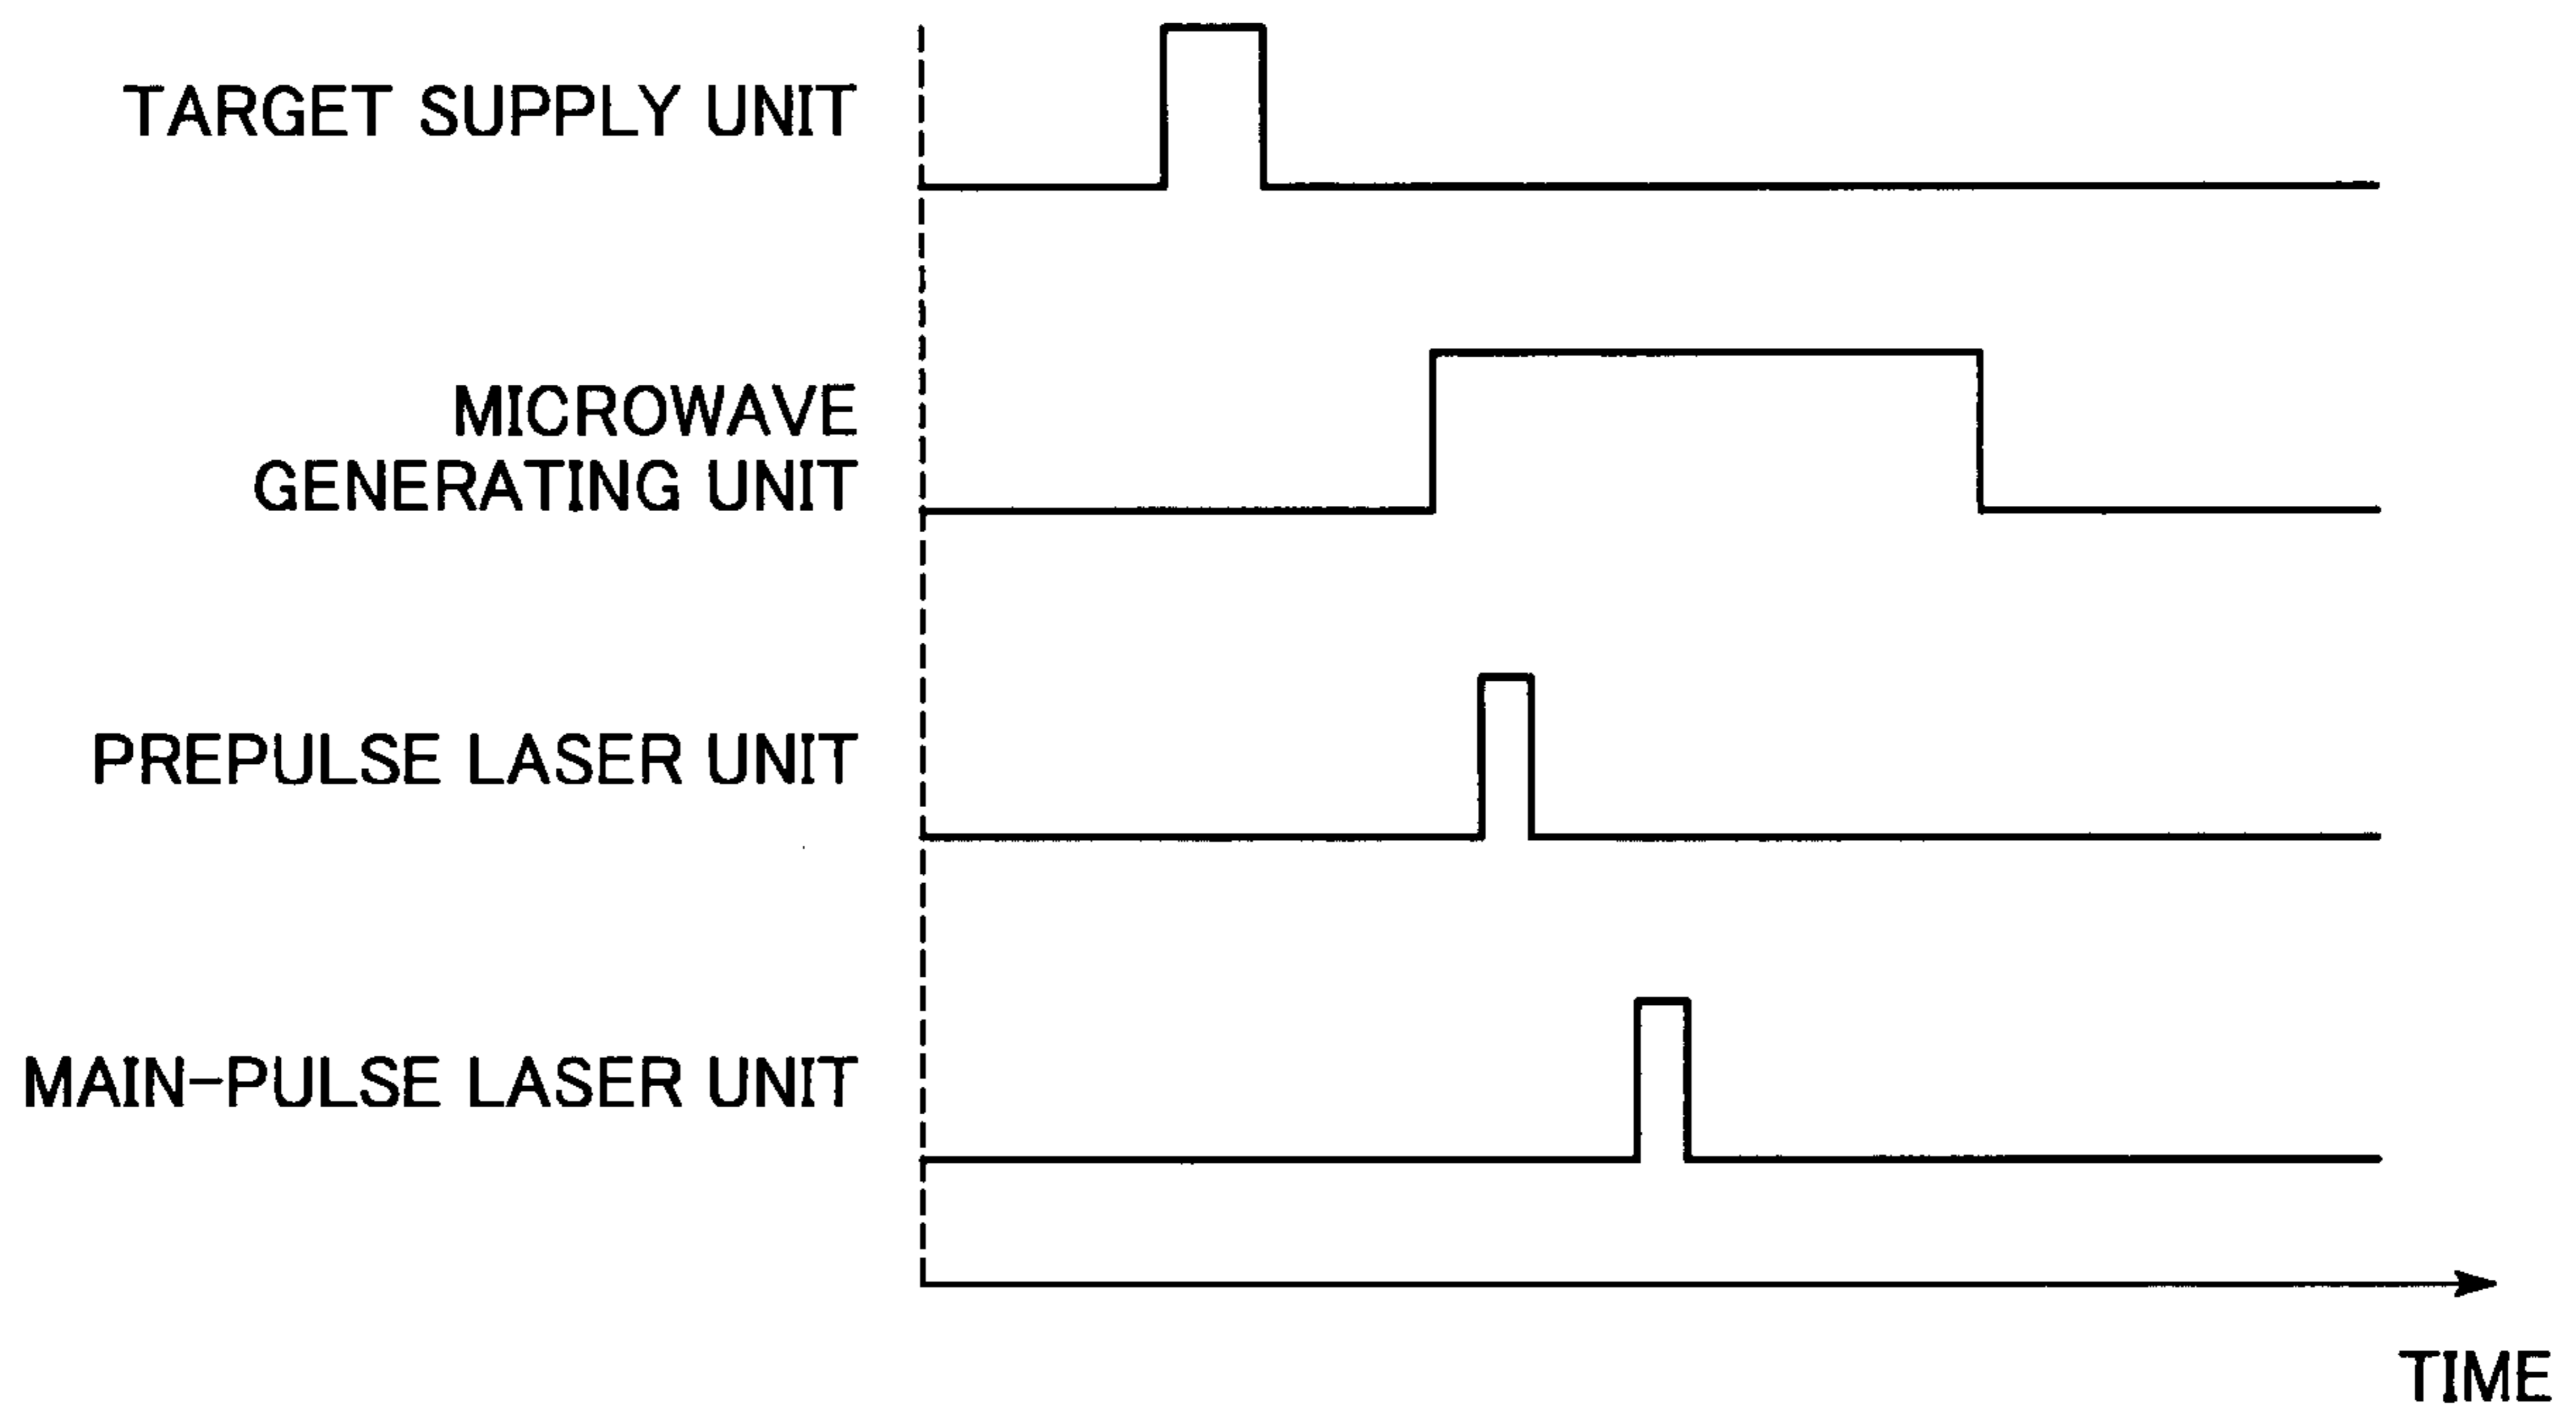 TARGET SUPPLY UNIT
MICROWAVE
GENERATING UNIT
PREPULSE LASER UNIT
MAIN-PULSE LASER UNIT
TIME